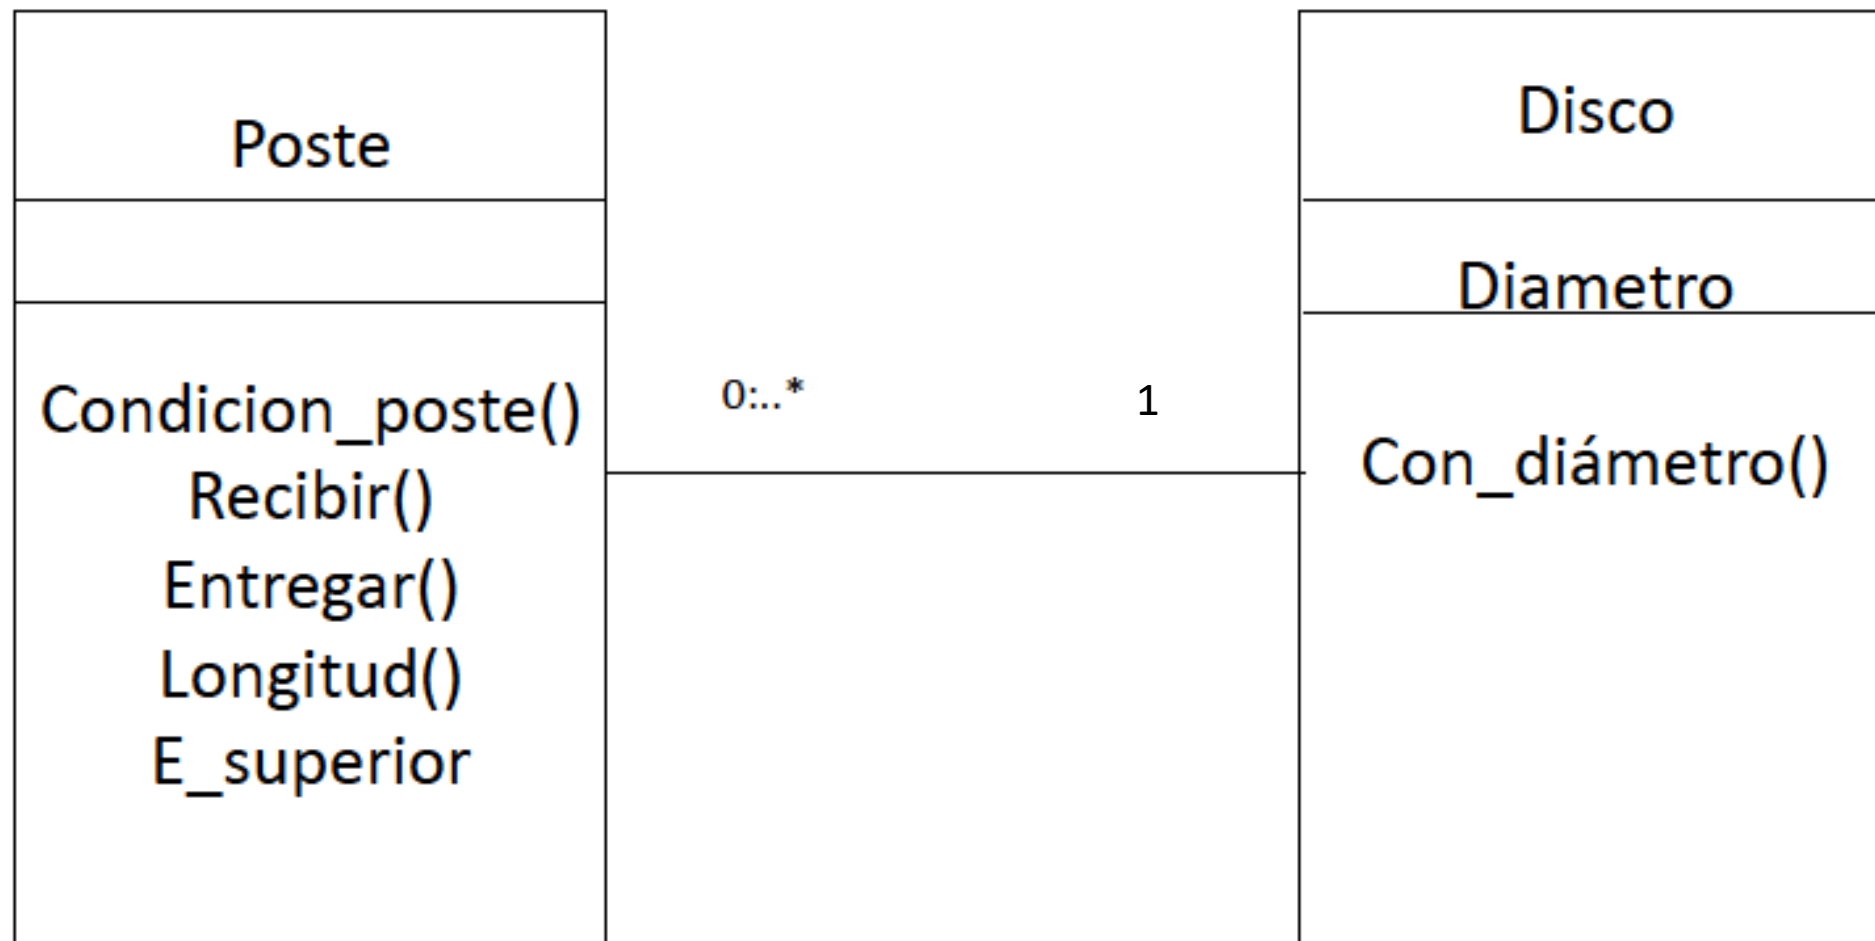 Poste
Condicion_poste()
Recibir()
Entregar()
Longitud()
E_superior
0:..*
1
Disco
Diametro
Con_diámetro()